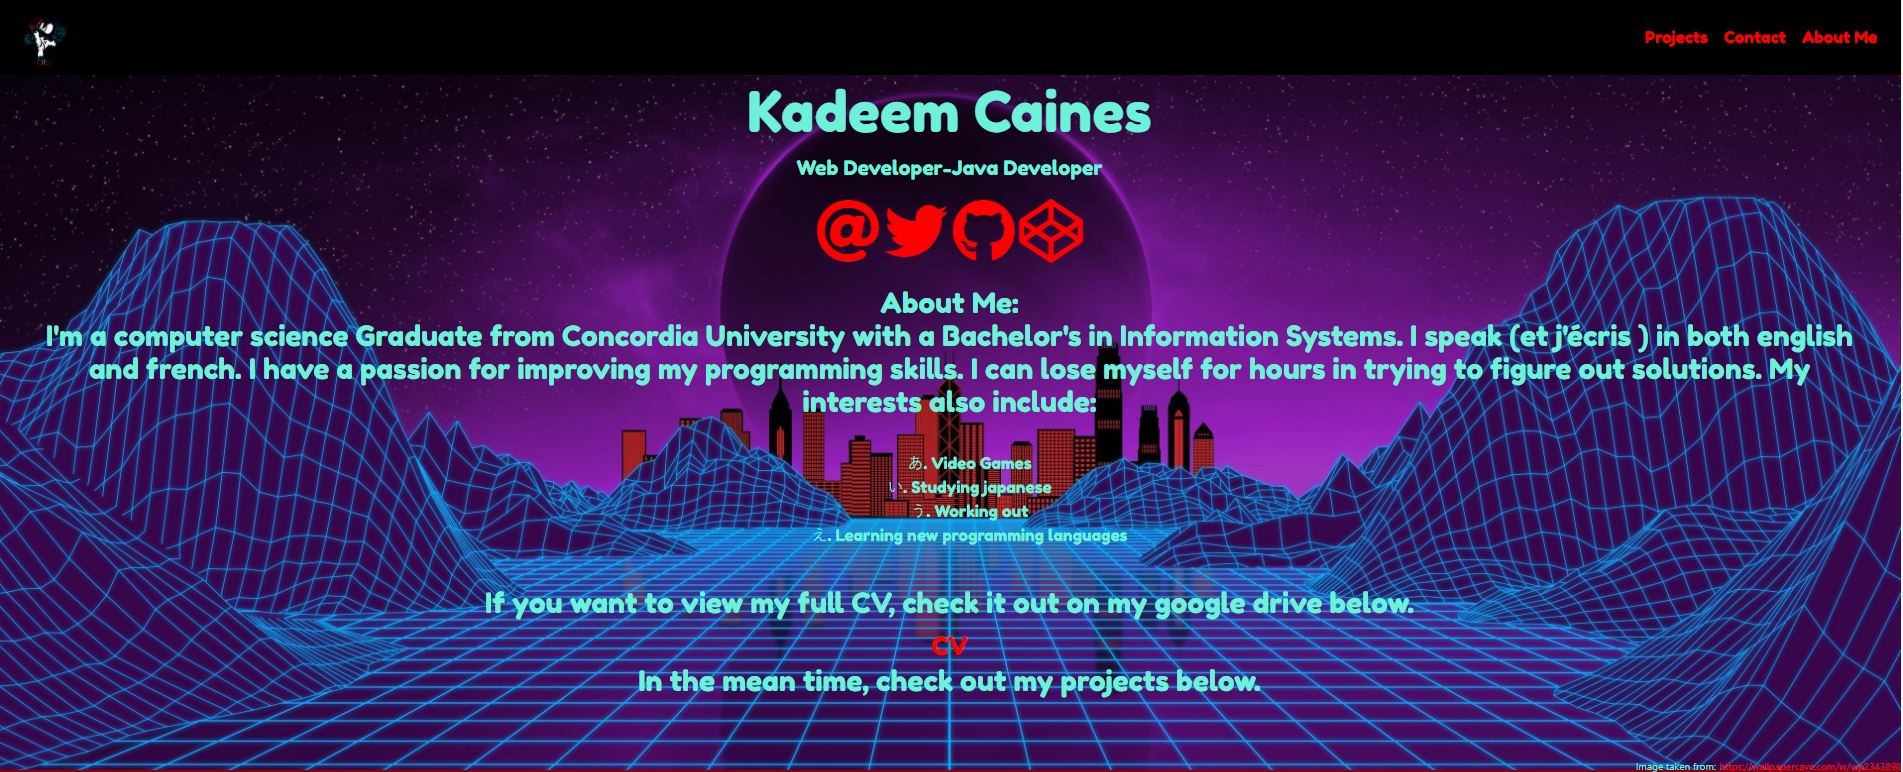 Projects Contact About Me
Kadeem Caines
Web Developer-Java Developer
About Me:
I'm a computer science Graduate from Concordia University with a Bachelor's in Information Systems. I speak (et j'écris ) in both english
and french. I have a passion for improving my programming skills. I can lose myself for hours in trying to figure out solutions. My
interests also include:
あ. Video Games
い. Studying japanese
う. Working out
え. Learning new programming languages
If you want to view my full CV, check it out on my google drive below.
CV
In the mean time, check out my projects below.
Image taken from: